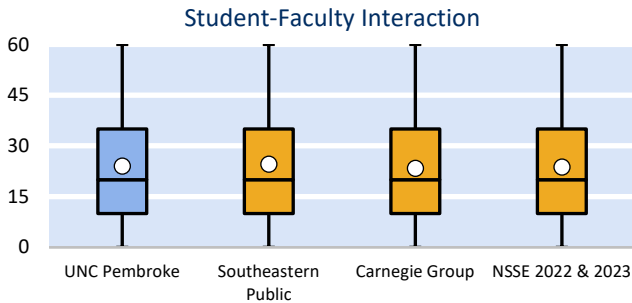 Student-Faculty Interaction
60
45
30
15
0
UNC Pembroke
Southeastern
Public
Carnegie Group
NSSE 2022 & 2023